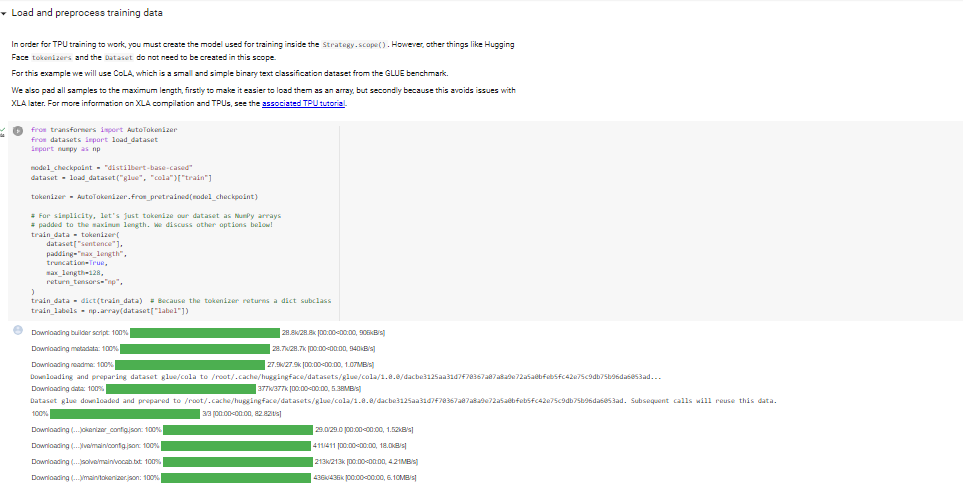 Load and preprocess training data
In order for TPU training to work, you must create the model used for training inside the Strategy.scope(). However, other things like Hugging
Face tokenizers and the Dataset do not need to be created in this scope.
For this example we will use CoLA, which is a small and simple binary text classification dataset from the GLUE benchmark.
We also pad all samples to the maximum length, firstly to make it easier to load them as an array, but secondly because this avoids issues with
XLA later. For more information on XLA compilation and TPUs, see the associated TPU tutorial.
from transformers import AutoTokenizer
from datasets import load_dataset
import numpy as np
model_checkpoint = "distilbert-base-cased"
dataset = load_dataset("glue", "cola")["train"]
tokenizer = AutoTokenizer.from_pretrained(model_checkpoint)
# For simplicity, let's just tokenize our dataset as NumPy arrays
# padded to the maximum length. We discuss other options below!
train_data = tokenizer(
dataset["sentence"],
padding="max_length",
truncation=True,
max_length=128,
return_tensors="np",
)
train_data = dict(train_data) # Because the tokenizer returns a dict subclass
train_labels = np.array(dataset["label"])
Downloading builder script: 100% 28.8k/28.8k [00:00<00:00, 906kB/s]
Downloading metadata: 100% 28.7k/28.7k [00:00<00:00, 940kB/s]
Downloading readme: 100% 27.9k/27.9k [00:00<00:00, 1.07MB/s]
Downloading and preparing dataset glue/cola to /root/.cache/huggingface/datasets/glue/cola/1.0.0/dacbe3125aa31d7f70367a07a8a9e72a5a0bfeb5fc42e75c9db75b96da6053ad...
Downloading data: 100% 377k/377k [00:00<00:00, 5.38MB/s]
Dataset glue downloaded and prepared to /root/.cache/huggingface/datasets/glue/cola/1.0.0/dacbe3125aa31d7f70367a07a8a9e72a5a0bfeb5fc42e75c9db75b96da6053ad. Subsequent calls will reuse this data.
100% 3/3 [00:00<00:00, 82.82it/s]
Downloading (…)okenizer_config.json: 100% 29.0/29.0 [00:00<00:00, 1.52kB/s]
Downloading (…)lve/main/config.json: 100% 411/411 [00:00<00:00, 18.0kB/s]
Downloading (…)solve/main/vocab.txt: 100% 213k/213k [00:00<00:00, 4.21MB/s]
Downloading (…)/main/tokenizer.json: 100% 436k/436k [00:00<00:00, 6.10MB/s]